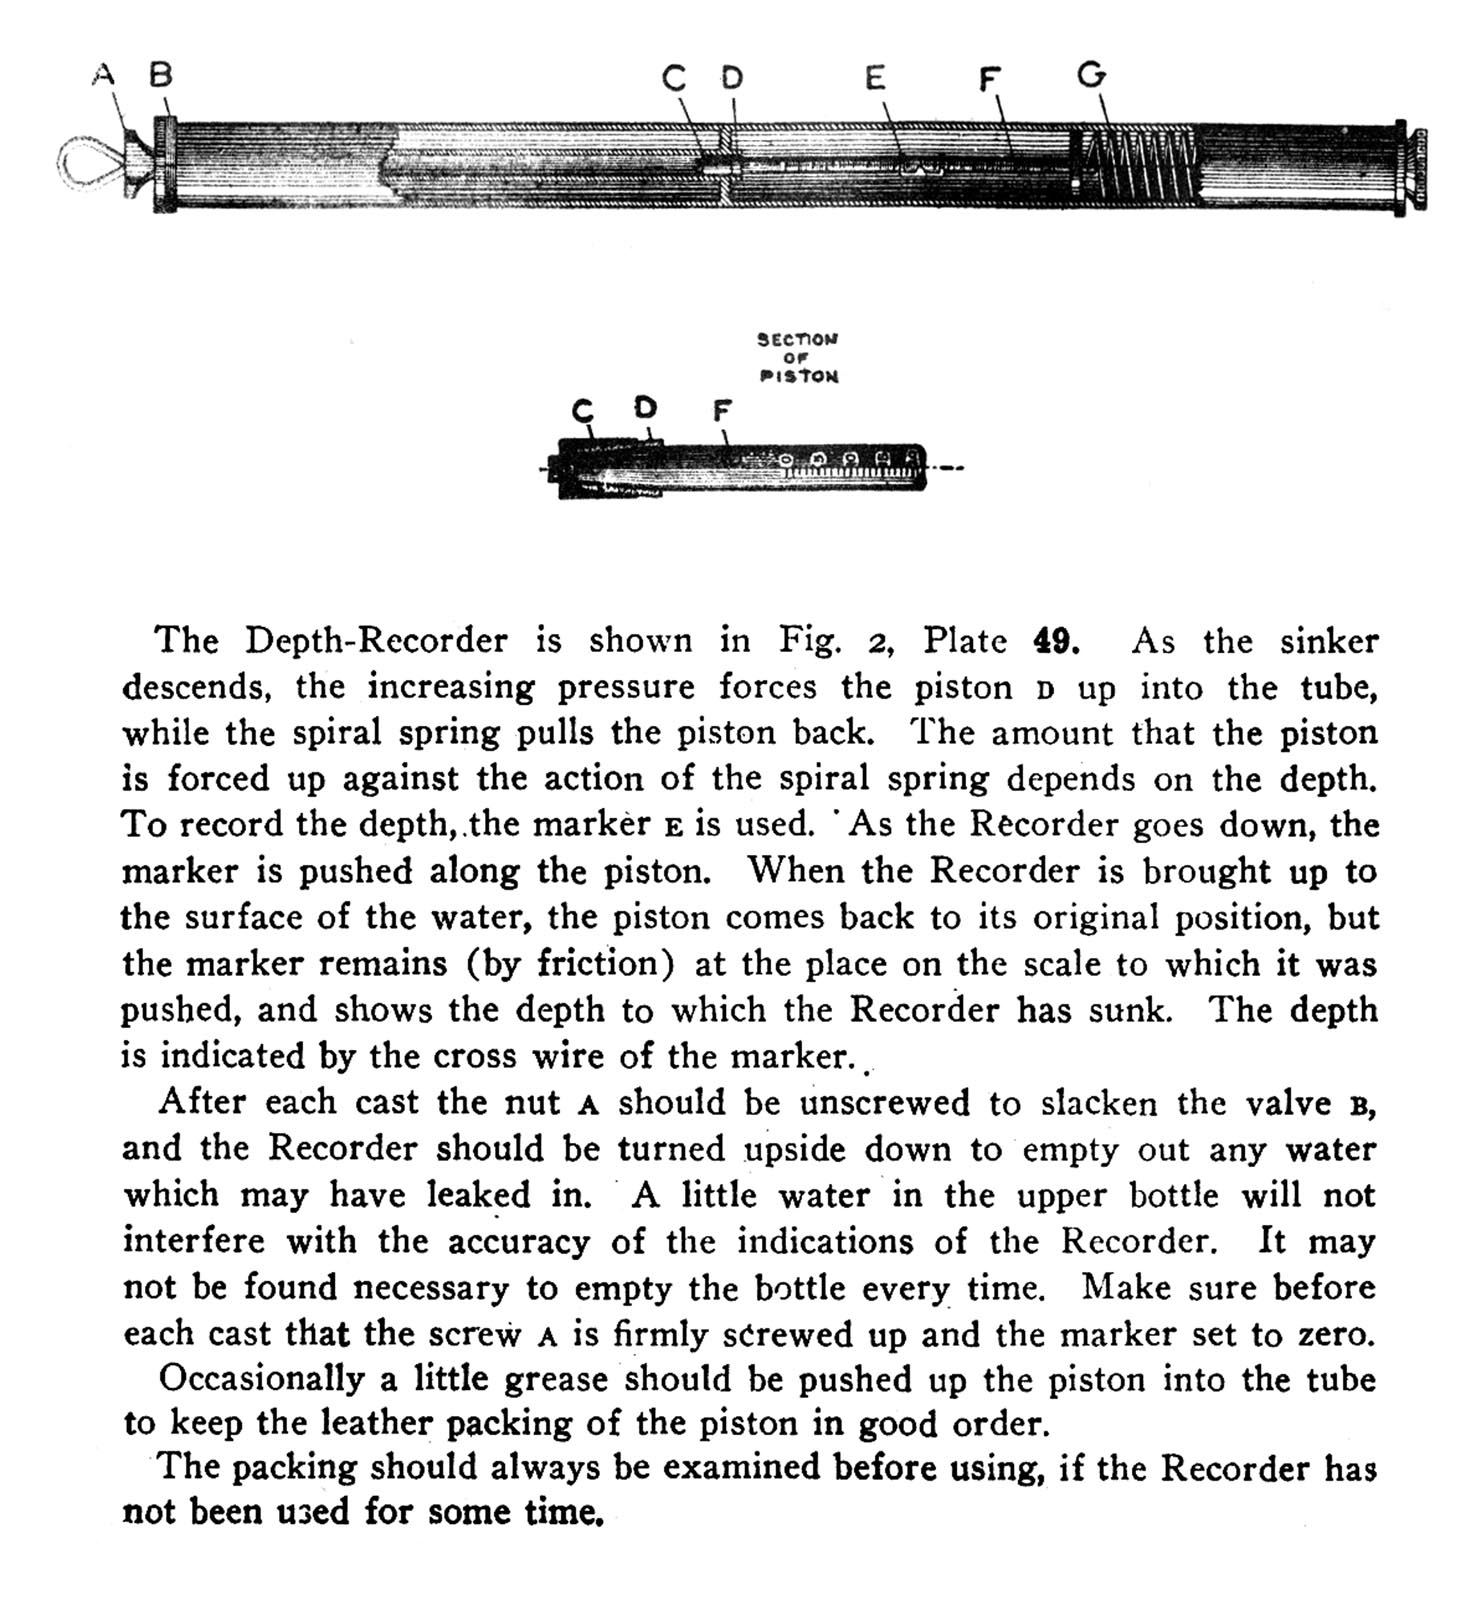 A B C D E F G
SECTION
OF
PISTON
C D F
The Depth-Recorder is shown in Fig. 2, Plate 49. As the sinker
descends, the increasing pressure forces the piston D up into the tube,
while the spiral spring pulls the piston back. The amount that the piston
is forced up against the action of the spiral spring depends on the depth.
To record the depth, the marker E is used. As the Recorder goes down, the
marker is pushed along the piston. When the Recorder is brought up to
the surface of the water, the piston comes back to its original position, but
the marker remains (by friction) at the place on the scale to which it was
pushed, and shows the depth to which the Recorder has sunk. The depth
is indicated by the cross wire of the marker.
After each cast the nut A should be unscrewed to slacken the valve B,
and the Recorder should be turned upside down to empty out any water
which may have leaked in. A little water in the upper bottle will not
interfere with the accuracy of the indications of the Recorder. It may
not be found necessary to empty the bottle every time. Make sure before
each cast that the screw A is firmly screwed up and the marker set to zero.
Occasionally a little grease should be pushed up the piston into the tube
to keep the leather packing of the piston in good order.
The packing should always be examined before using, if the Recorder has
not been used for some time.